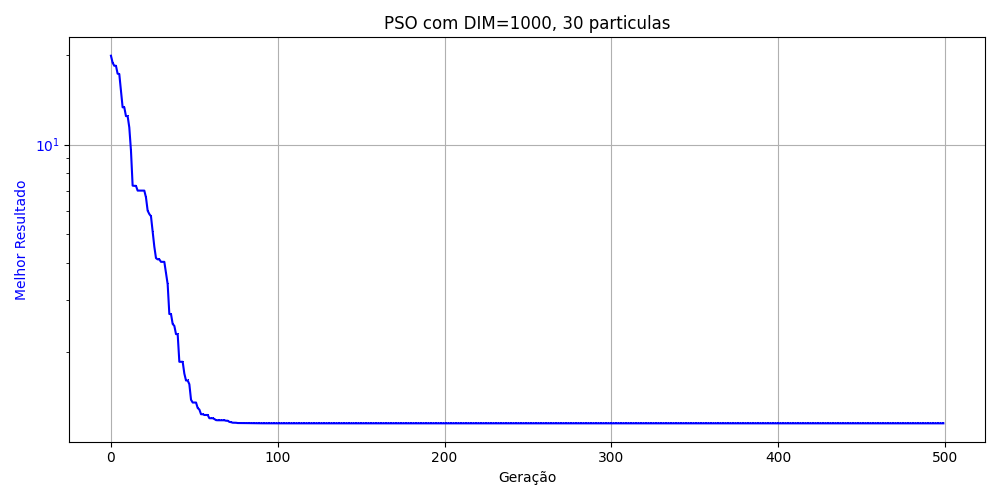 PSO com DIM=1000, 30 particulas
10¹
Melhor Resultado
0 100 200 300 400 500
Geração